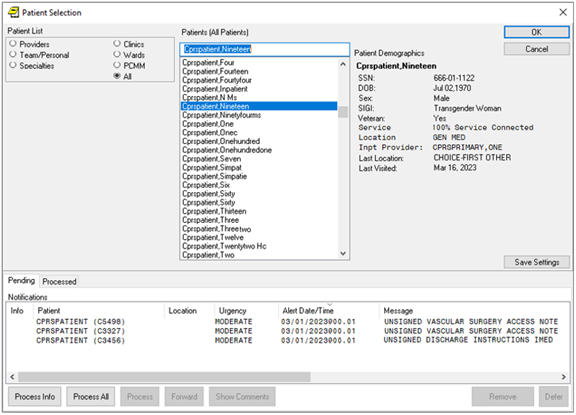 Patient Selection
Patient List
Providers
Team/Personal
Specialties
Clinics
Wards
PCMM
All
Patients (All Patients)
Cprspatient,Nineteen
Cprspatient,Four
Cprspatient,Fourteen
Cprspatient,Fourtyfour
Cprspatient,Inpatient
Cprspatient,N Ms
Cprspatient,Nineteen
Cprspatient,Ninetyfourms
Cprspatient,One
Cprspatient,Onec
Cprspatient,Onehundred
Cprspatient,Onehundredone
Cprspatient,Seven
Cprspatient,Simpat
Cprspatient,Simpatie
Cprspatient,Six
Cprspatient,Sixty
Cprspatient,Sixty
Cprspatient,Thirteen
Cprspatient,Three
Cprspatient,Threetwo
Cprspatient,Twelve
Cprspatient,Twentytwo Hc
Cprspatient,Two
OK
Cancel
Patient Demographics
Cprspatient,Nineteen
SSN: 666-01-1122
DOB: Jul 02,1970
Sex: Male
SIGI: Transgender Woman
Veteran: Yes
Service 100% Service Connected
Location GEN MED
Inpt Provider: CPRSPRIMARY,ONE
Last Location: CHOICE-FIRST OTHER
Last Visited: Mar 16, 2023
Save Settings
Pending Processed
Notifications
Info Patient Location Urgency Alert Date/Time Message
CPRSPATIENT (C5498) MODERATE 03/01/2023@00.01 UNSIGNED VASCULAR SURGERY ACCESS NOTE
CPRSPATIENT (C3327) MODERATE 03/01/2023@00.01 UNSIGNED VASCULAR SURGERY ACCESS NOTE
CPRSPATIENT (C3456) MODERATE 03/01/2023@00.01 UNSIGNED DISCHARGE INSTRUCTIONS IMED
Process Info Process All Process Forward Show Comments Remove Defer